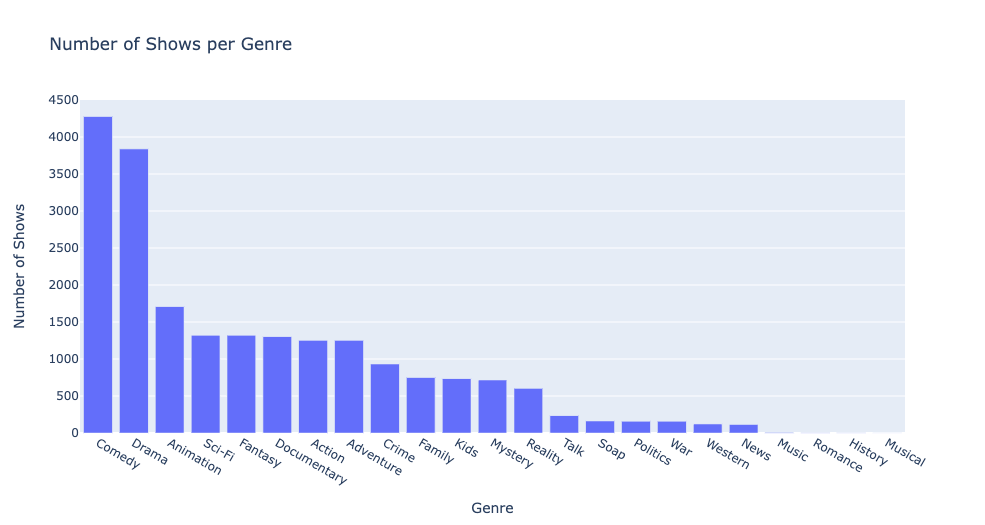 Number of Shows per Genre
4500
4000
3500
3000
2500
2000
1500
1000
500
0
Number of Shows
Comedy
Drama
Animation
Sci-Fi
Fantasy
Documentary
Action
Adventure
Crime
Family
Kids
Mystery
Reality
Talk
Soap
Politics
War
Western
News
Music
Romance
History
Musical
Genre